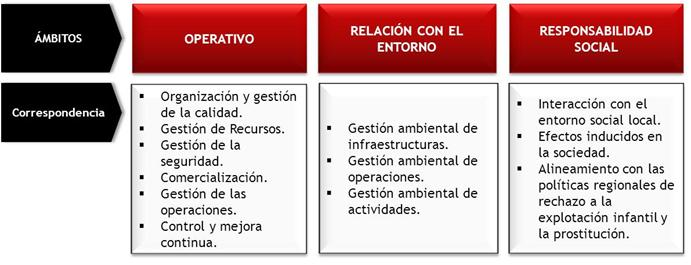 ÁMBITOS
OPERATIVO
RELACIÓN CON EL
ENTORNO
RESPONSABILIDAD
SOCIAL
Correspondencia
▪ Organización y gestión
de la calidad.
▪ Gestión de Recursos.
▪ Gestión de la
seguridad.
▪ Comercialización.
▪ Gestión de las
operaciones.
▪ Control y mejora
continua.
▪ Gestión ambiental de
infraestructuras.
▪ Gestión ambiental de
operaciones.
▪ Gestión ambiental de
actividades.
▪ Interacción con el
entorno social local.
▪ Efectos inducidos en
la sociedad.
▪ Alineamiento con las
políticas regionales de
rechazo a la
explotación infantil y
la prostitución.